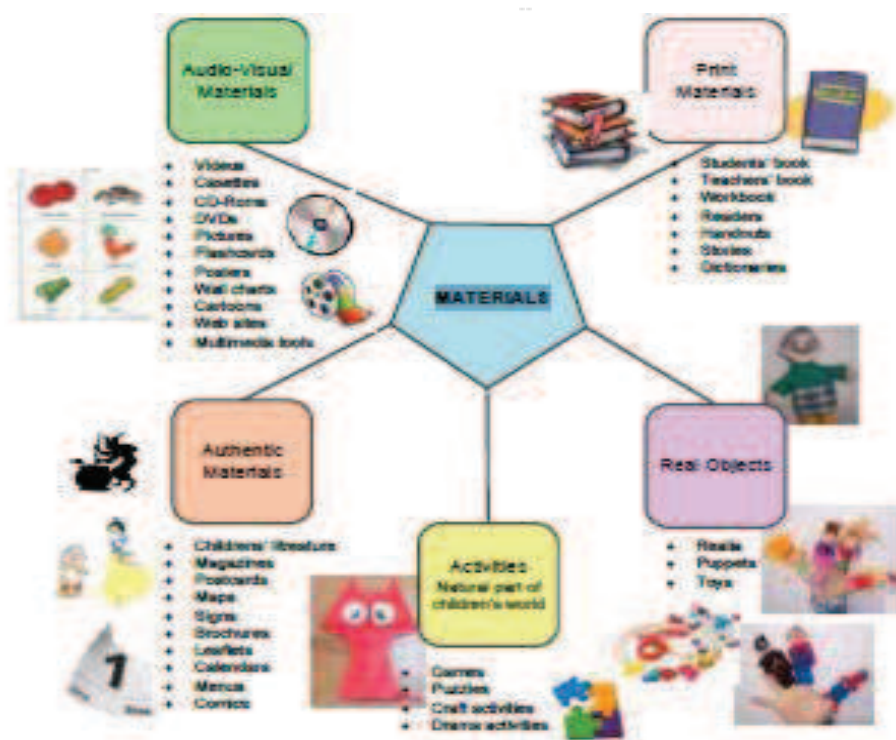 Audio-Visual
Materials
Videos
Casettes
CD-Roms
DVDs
Pictures
Flashcards
Posters
Wall charts
Cartoons
Web sites
Multimedia tools
Print
Materials
Students' book
Teachers' book
Workbook
Readers
Handouts
Stories
Dictionaries
MATERIALS
Authentic
Materials
Childrens' literature
Magazines
Postcards
Maps
Signs
Brochures
Leaflets
Calendars
Menus
Comics
1
Activities
Natural part of
children's world
Games
Puzzles
Craft activities
Drama activities
Real Objects
Realia
Puppets
Toys